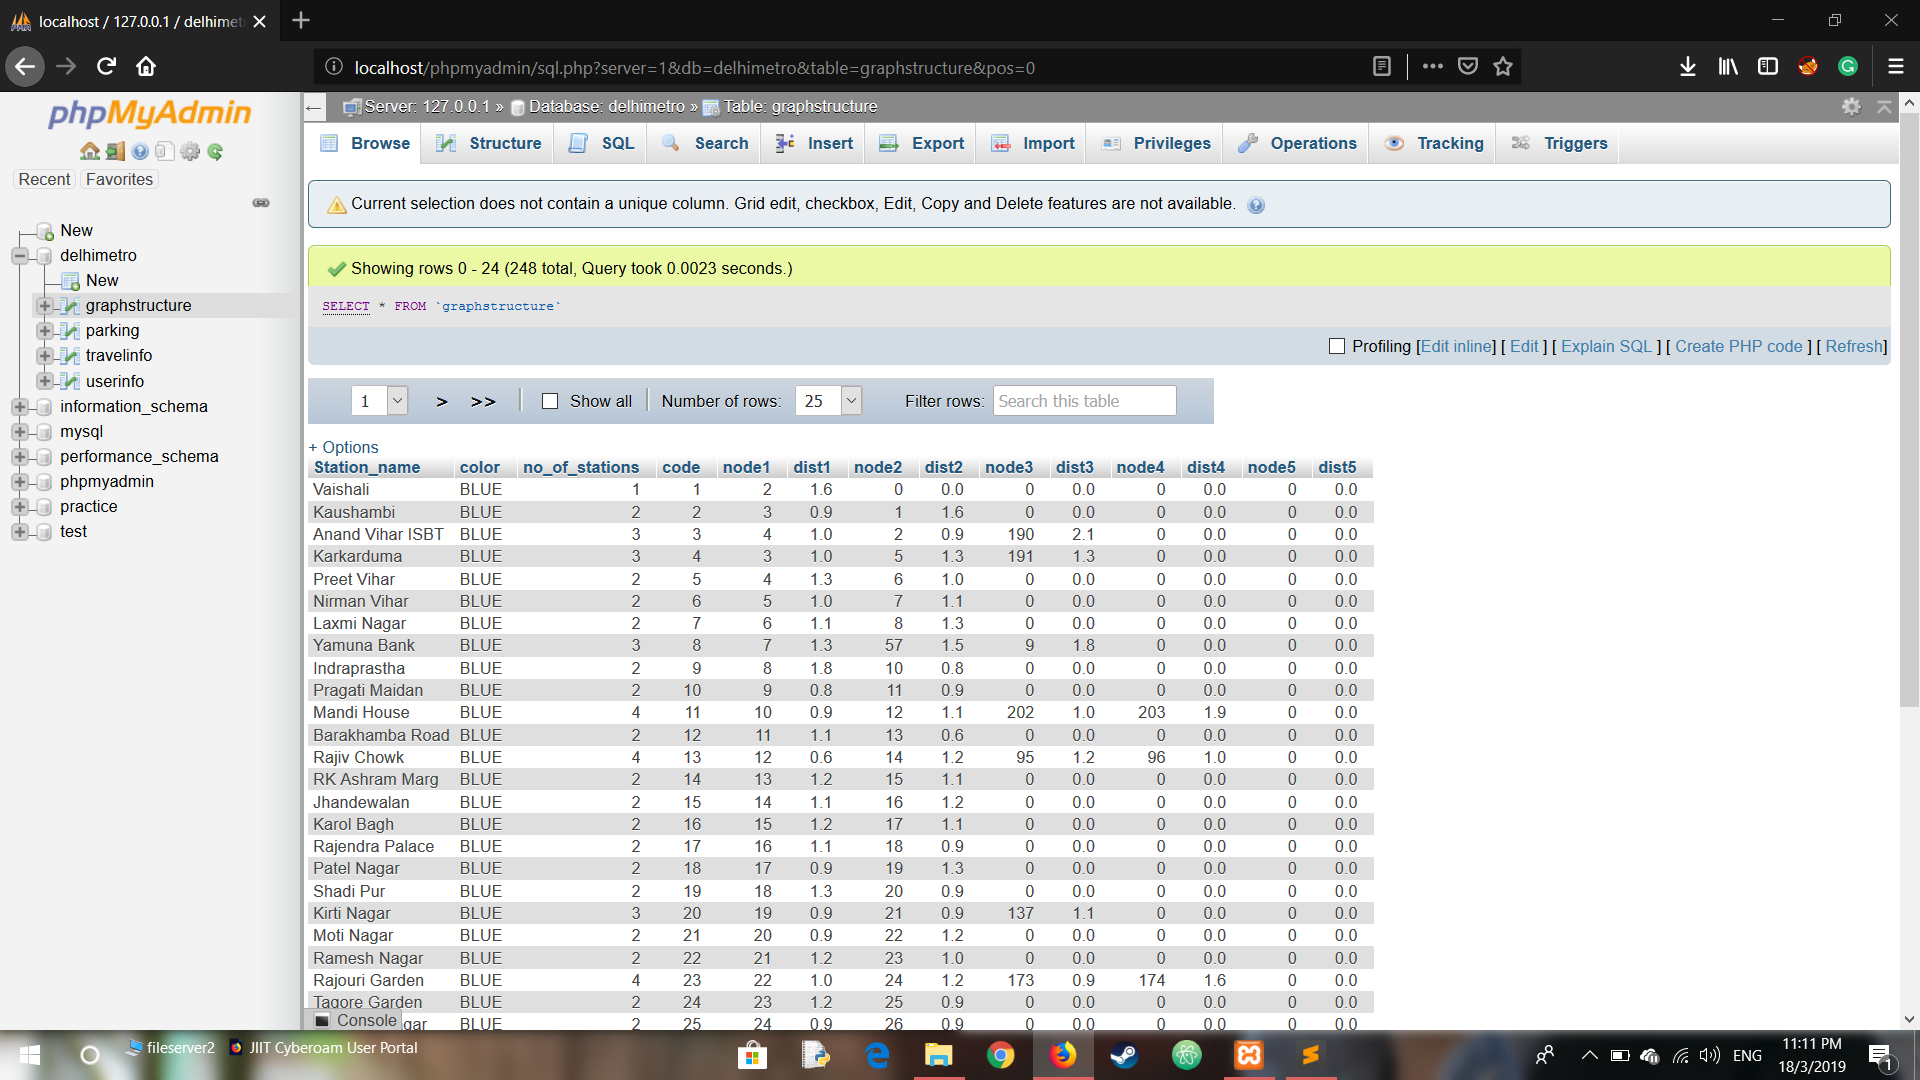 localhost / 127.0.0.1 / delhimet
localhost/phpmyadmin/sql.php?server=1&db=delhimetro&table=graphstructure&pos=0
phpMyAdmin
Recent Favorites
New
delhimetro
New
graphstructure
parking
travelinfo
userinfo
information_schema
mysql
performance_schema
phpmyadmin
practice
test
Server: 127.0.0.1 » Database: delhimetro » Table: graphstructure
Browse Structure SQL Search Insert Export Import Privileges Operations Tracking Triggers
Current selection does not contain a unique column. Grid edit, checkbox, Edit, Copy and Delete features are not available.
Showing rows 0 - 24 (248 total, Query took 0.0023 seconds.)
SELECT * FROM `graphstructure`
Profiling [Edit inline] [ Edit ] [ Explain SQL ] [ Create PHP code ] [ Refresh]
1 > >> Show all Number of rows: 25 Filter rows: Search this table
+ Options
Station_name color no_of_stations code node1 dist1 node2 dist2 node3 dist3 node4 dist4 node5 dist5
Vaishali BLUE 1 1 2 1.6 0 0.0 0 0.0 0 0.0 0 0.0
Kaushambi BLUE 2 2 3 0.9 1 1.6 0 0.0 0 0.0 0 0.0
Anand Vihar ISBT BLUE 3 3 4 1.0 2 0.9 190 2.1 0 0.0 0 0.0
Karkarduma BLUE 3 4 3 1.0 5 1.3 191 1.3 0 0.0 0 0.0
Preet Vihar BLUE 2 5 4 1.3 6 1.0 0 0.0 0 0.0 0 0.0
Nirman Vihar BLUE 2 6 5 1.0 7 1.1 0 0.0 0 0.0 0 0.0
Laxmi Nagar BLUE 2 7 6 1.1 8 1.3 0 0.0 0 0.0 0 0.0
Yamuna Bank BLUE 3 8 7 1.3 57 1.5 9 1.8 0 0.0 0 0.0
Indraprastha BLUE 2 9 8 1.8 10 0.8 0 0.0 0 0.0 0 0.0
Pragati Maidan BLUE 2 10 9 0.8 11 0.9 0 0.0 0 0.0 0 0.0
Mandi House BLUE 4 11 10 0.9 12 1.1 202 1.0 203 1.9 0 0.0
Barakhamba Road BLUE 2 12 11 1.1 13 0.6 0 0.0 0 0.0 0 0.0
Rajiv Chowk BLUE 4 13 12 0.6 14 1.2 95 1.2 96 1.0 0 0.0
RK Ashram Marg BLUE 2 14 13 1.2 15 1.1 0 0.0 0 0.0 0 0.0
Jhandewalan BLUE 2 15 14 1.1 16 1.2 0 0.0 0 0.0 0 0.0
Karol Bagh BLUE 2 16 15 1.2 17 1.1 0 0.0 0 0.0 0 0.0
Rajendra Palace BLUE 2 17 16 1.1 18 0.9 0 0.0 0 0.0 0 0.0
Patel Nagar BLUE 2 18 17 0.9 19 1.3 0 0.0 0 0.0 0 0.0
Shadi Pur BLUE 2 19 18 1.3 20 0.9 0 0.0 0 0.0 0 0.0
Kirti Nagar BLUE 3 20 19 0.9 21 0.9 137 1.1 0 0.0 0 0.0
Moti Nagar BLUE 2 21 20 0.9 22 1.2 0 0.0 0 0.0 0 0.0
Ramesh Nagar BLUE 2 22 21 1.2 23 1.0 0 0.0 0 0.0 0 0.0
Rajouri Garden BLUE 4 23 22 1.0 24 1.2 173 0.9 174 1.6 0 0.0
Tagore Garden BLUE 2 24 23 1.2 25 0.9 0 0.0 0 0.0 0 0.0
gar BLUE 2 25 24 0.9 26 0.9 0 0.0 0 0.0 0 0.0
Console
fileserver2 JIIT Cyberoam User Portal
ENG
11:11 PM
18/3/2019
1